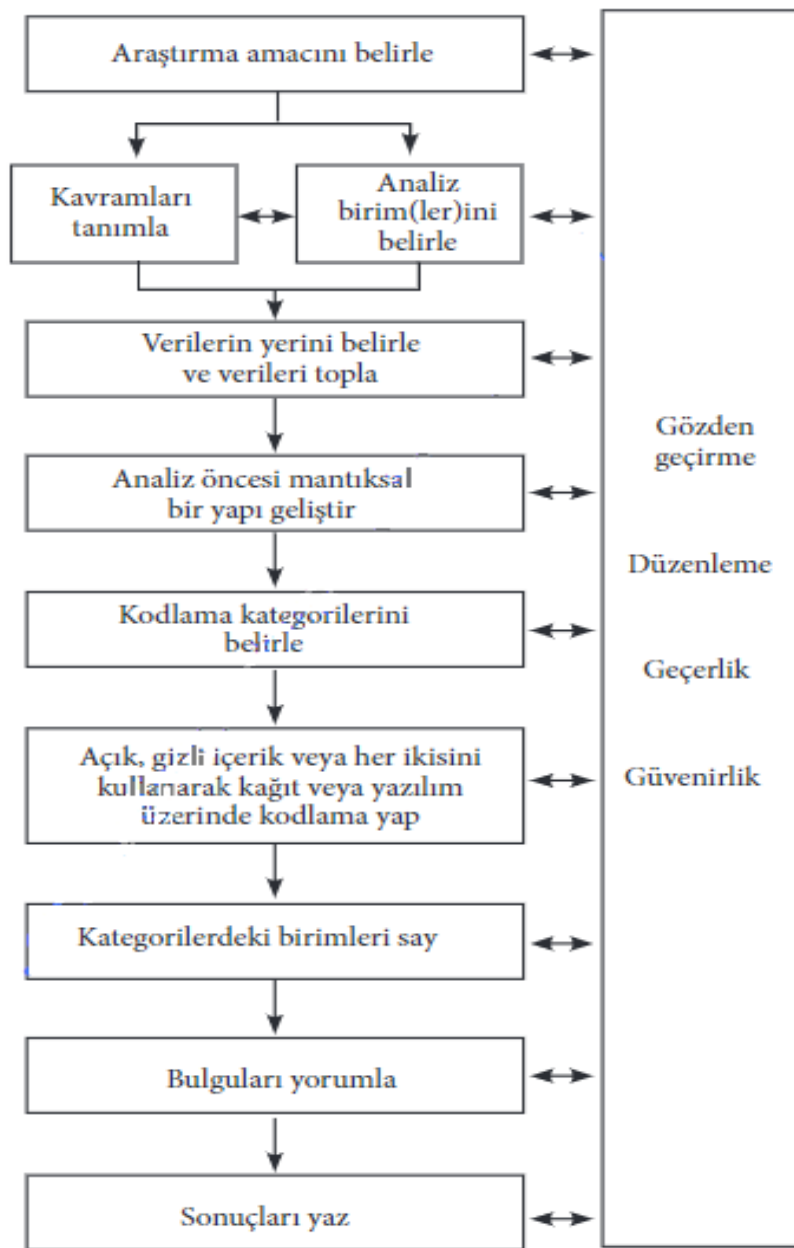 Araştırma amacını belirle
Kavramları
tanımla
Analiz
birim(ler)ini
belirle
Verilerin yerini belirle
ve verileri topla
Analiz öncesi mantıksal
bir yapı geliştir
Kodlama kategorilerini
belirle
Açık, gizli içerik veya her ikisini
kullanarak kağıt veya yazılım
üzerinde kodlama yap
Kategorilerdeki birimleri say
Bulguları yorumla
Sonuçları yaz
Gözden
geçirme
Düzenleme
Geçerlik
Güvenirlik